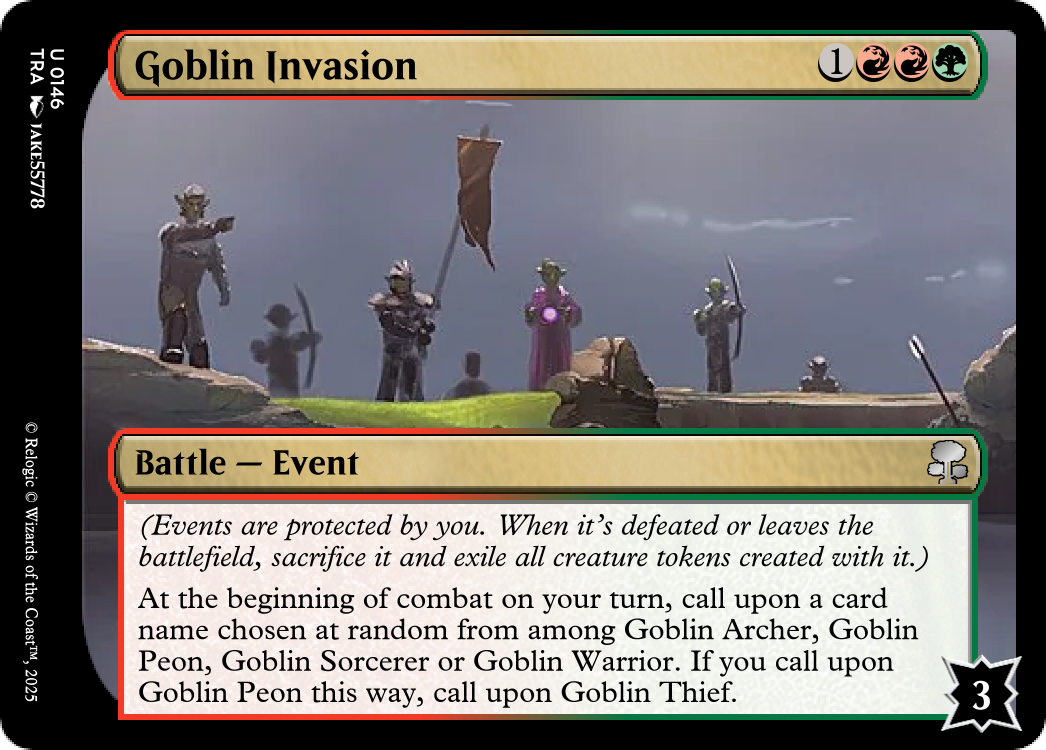 Goblin Invasion 1
Battle — Event
(Events are protected by you. When it's defeated or leaves the
battlefield, sacrifice it and exile all creature tokens created with it.)
At the beginning of combat on your turn, call upon a card
name chosen at random from among Goblin Archer, Goblin
Peon, Goblin Sorcerer or Goblin Warrior. If you call upon
Goblin Peon this way, call upon Goblin Thief.
3
U 0146
TRA JAKE55778
© Relogic © Wizards of the Coast™, 2025